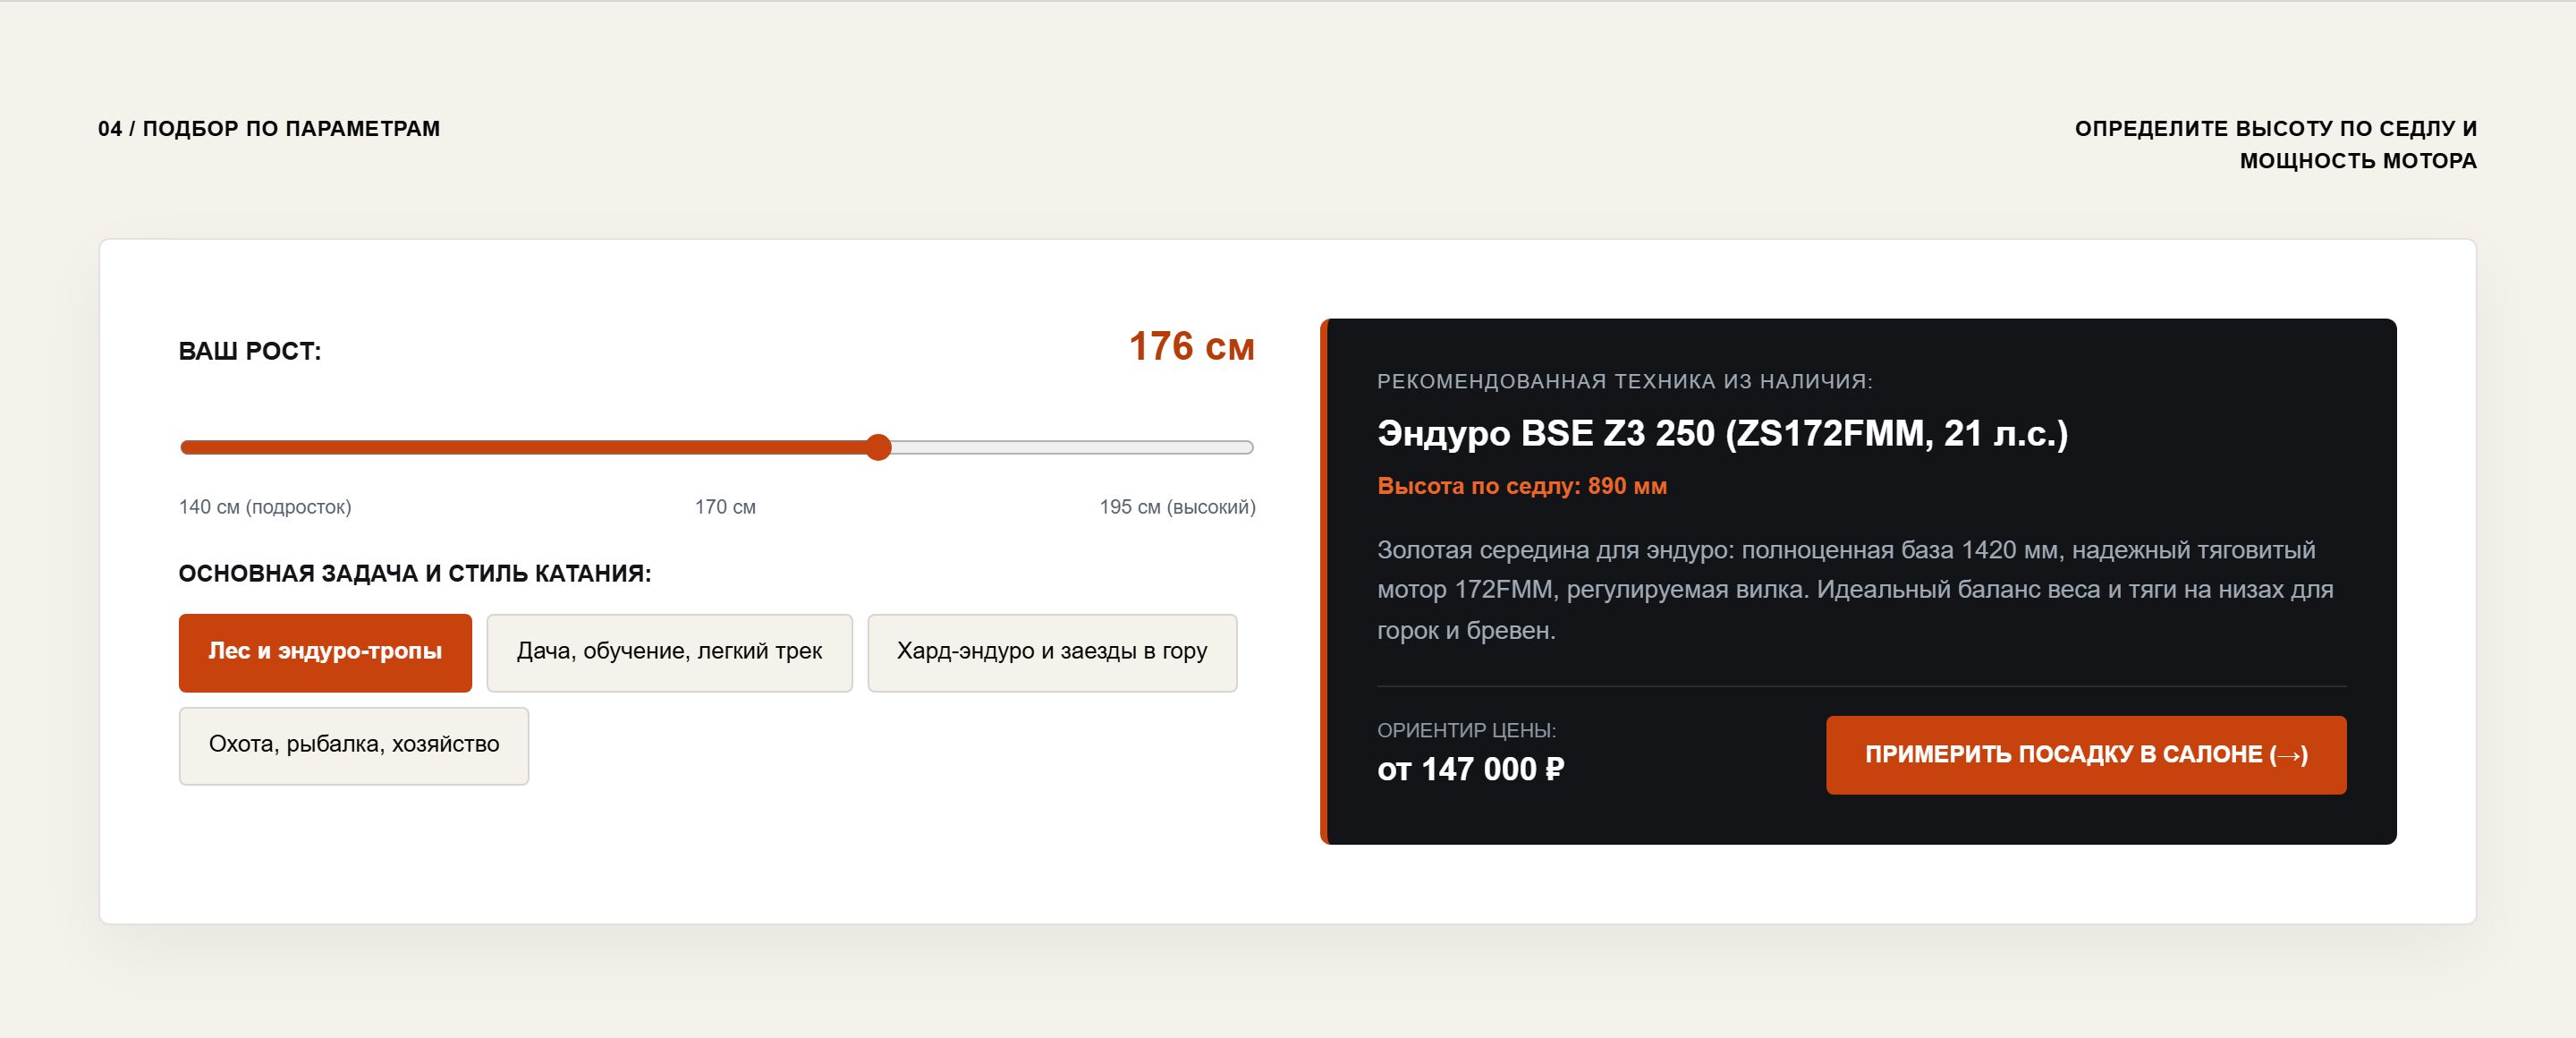 04 / ПОДБОР ПО ПАРАМЕТРАМ
ОПРЕДЕЛИТЕ ВЫСОТУ ПО СЕДЛУ И
МОЩНОСТЬ МОТОРА
ВАШ РОСТ:
176 см
140 см (подросток)
170 см
195 см (высокий)
ОСНОВНАЯ ЗАДАЧА И СТИЛЬ КАТАНИЯ:
Лес и эндуро-тропы
Дача, обучение, легкий трек
Хард-эндуро и заезды в гору
Охота, рыбалка, хозяйство
РЕКОМЕНДОВАННАЯ ТЕХНИКА ИЗ НАЛИЧИЯ:
Эндуро BSE Z3 250 (ZS172FMM, 21 л.с.)
Высота по седлу: 890 мм
Золотая середина для эндуро: полноценная база 1420 мм, надежный тяговитый
мотор 172FMM, регулируемая вилка. Идеальный баланс веса и тяги на низах для
горок и бревен.
ОРИЕНТИР ЦЕНЫ:
от 147 000 ₽
ПРИМЕРИТЬ ПОСАДКУ В САЛОНЕ (→)